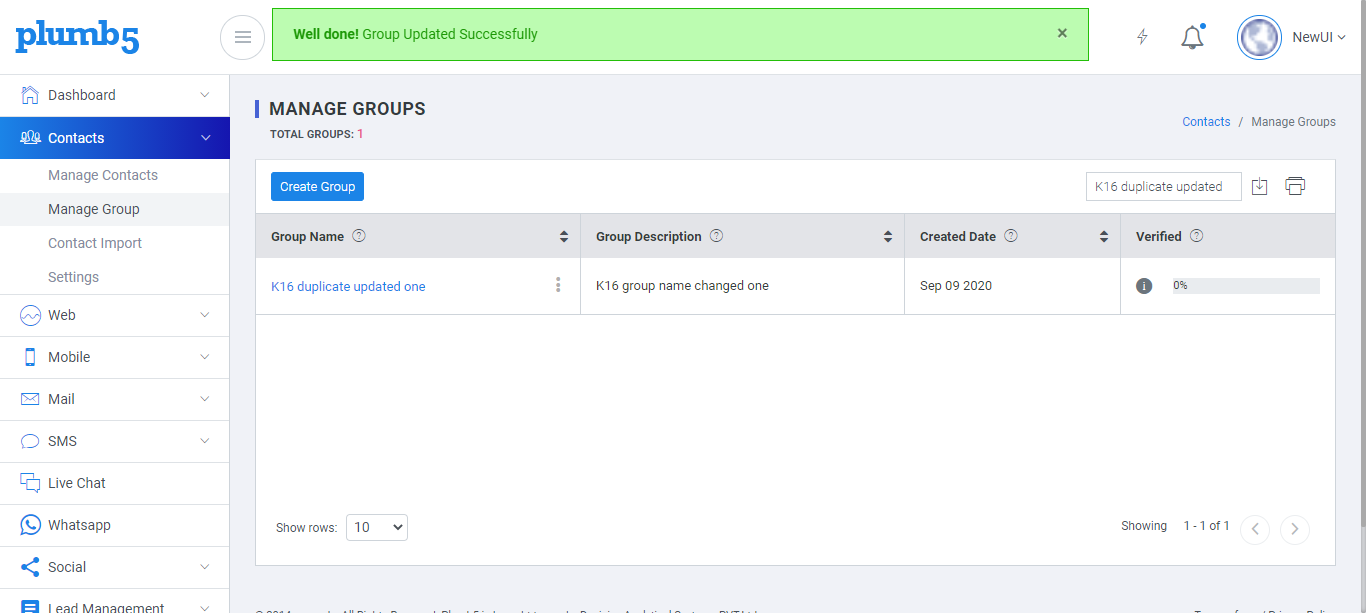 plumb5
Well done! Group Updated Successfully
×
NewUI
Dashboard
Contacts
Manage Contacts
Manage Group
Contact Import
Settings
Web
Mobile
Mail
SMS
Live Chat
Whatsapp
Social
Lead Management
MANAGE GROUPS
TOTAL GROUPS: 1
Contacts / Manage Groups
Create Group
K16 duplicate updated
Group Name ?
Group Description ?
Created Date ?
Verified ?
K16 duplicate updated one
K16 group name changed one
Sep 09 2020
i
0%
Show rows: 10
Showing 1 - 1 of 1